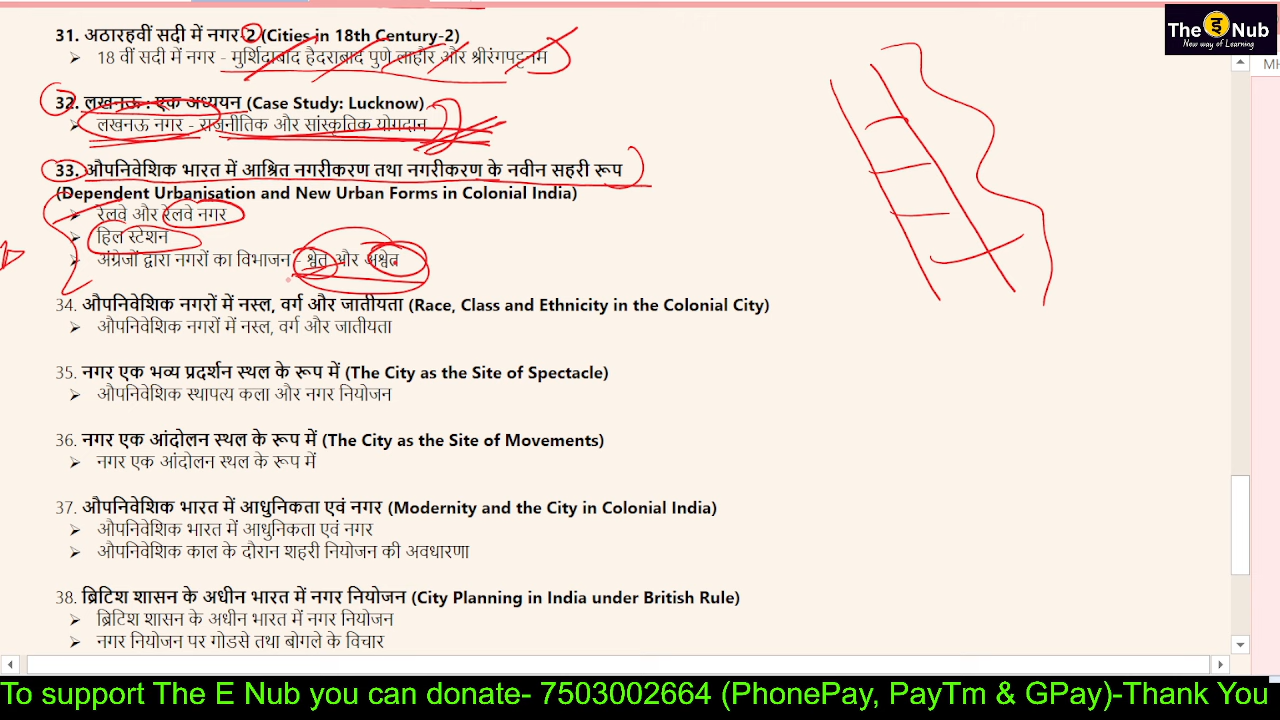 31. अठारहवीं सदी में नगर-2 (Cities in 18th Century-2)
18 वीं सदी में नगर - मुर्शिदाबाद हैदराबाद पुणे लाहौर और श्रीरंगपट्टनम
32. लखनऊ : एक अध्ययन (Case Study: Lucknow)
लखनऊ नगर - राजनीतिक और सांस्कृतिक योगदान
33. औपनिवेशिक भारत में आश्रित नगरीकरण तथा नगरीकरण के नवीन सहरी रूप
(Dependent Urbanisation and New Urban Forms in Colonial India)
रेलवे और रेलवे नगर
हिल स्टेशन
अंग्रेजों द्वारा नगरों का विभाजन - श्वेत और अश्वेत
34. औपनिवेशिक नगरों में नस्ल, वर्ग और जातीयता (Race, Class and Ethnicity in the Colonial City)
औपनिवेशिक नगरों में नस्ल, वर्ग और जातीयता
35. नगर एक भव्य प्रदर्शन स्थल के रूप में (The City as the Site of Spectacle)
औपनिवेशिक स्थापत्य कला और नगर नियोजन
36. नगर एक आंदोलन स्थल के रूप में (The City as the Site of Movements)
नगर एक आंदोलन स्थल के रूप में
37. औपनिवेशिक भारत में आधुनिकता एवं नगर (Modernity and the City in Colonial India)
औपनिवेशिक भारत में आधुनिकता एवं नगर
औपनिवेशिक काल के दौरान शहरी नियोजन की अवधारणा
38. ब्रिटिश शासन के अधीन भारत में नगर नियोजन (City Planning in India under British Rule)
ब्रिटिश शासन के अधीन भारत में नगर नियोजन
नगर नियोजन पर गोडसे तथा बोगले के विचार
The इ Nub
Now way of Learning
MH
To support The E Nub you can donate- 7503002664 (PhonePay, PayTm & GPay)-Thank You